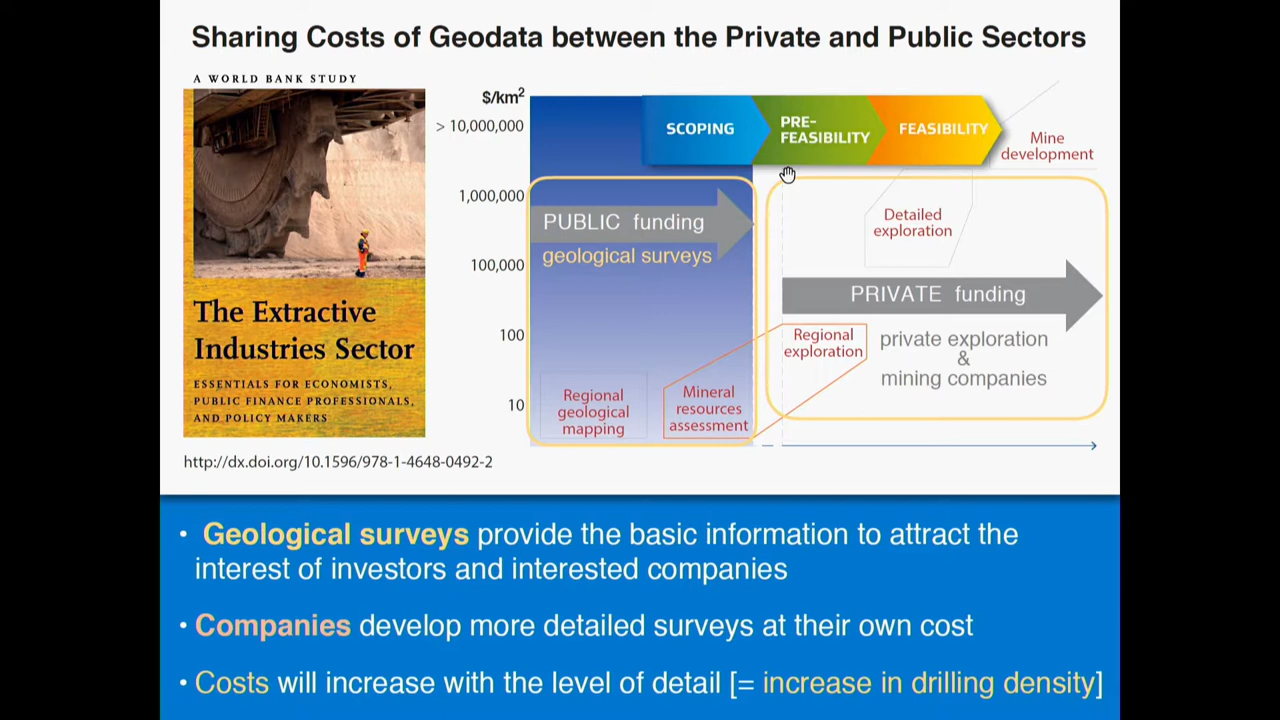 Sharing Costs of Geodata between the Private and Public Sectors
A WORLD BANK STUDY
The Extractive
Industries Sector
ESSENTIALS FOR ECONOMISTS,
PUBLIC FINANCE PROFESSIONALS,
AND POLICY MAKERS
http://dx.doi.org/10.1596/978-1-4648-0492-2
$/km²
> 10,000,000
1,000,000
100,000
100
10
SCOPING
PRE-
FEASIBILITY
FEASIBILITY
Mine
development
PUBLIC funding
geological surveys
Detailed
exploration
PRIVATE funding
Regional
exploration
private exploration
&
mining companies
Regional
geological
mapping
Mineral
resources
assessment
• Geological surveys provide the basic information to attract the
interest of investors and interested companies
• Companies develop more detailed surveys at their own cost
• Costs will increase with the level of detail [= increase in drilling density]